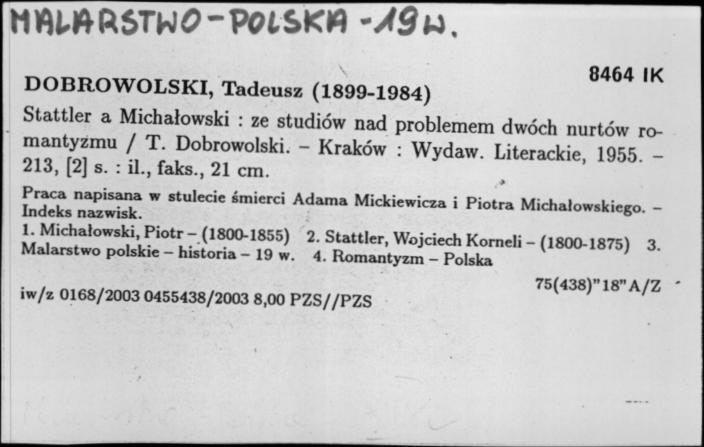 MALARSTWO - POLSKA - 19 w.
8464 IK
DOBROWOLSKI, Tadeusz (1899-1984)
Stattler a Michałowski : ze studiów nad problemem dwóch nurtów ro-
mantyzmu / T. Dobrowolski. – Kraków : Wydaw. Literackie, 1955. –
213, [2] s. : il., faks., 21 cm.
Praca napisana w stulecie śmierci Adama Mickiewicza i Piotra Michałowskiego. –
Indeks nazwisk.
1. Michałowski, Piotr – (1800-1855) 2. Stattler, Wojciech Korneli – (1800-1875) 3.
Malarstwo polskie – historia – 19 w. 4. Romantyzm – Polska
75(438)"18"A/Z
iw/z 0168/2003 0455438/2003 8,00 PZS//PZS